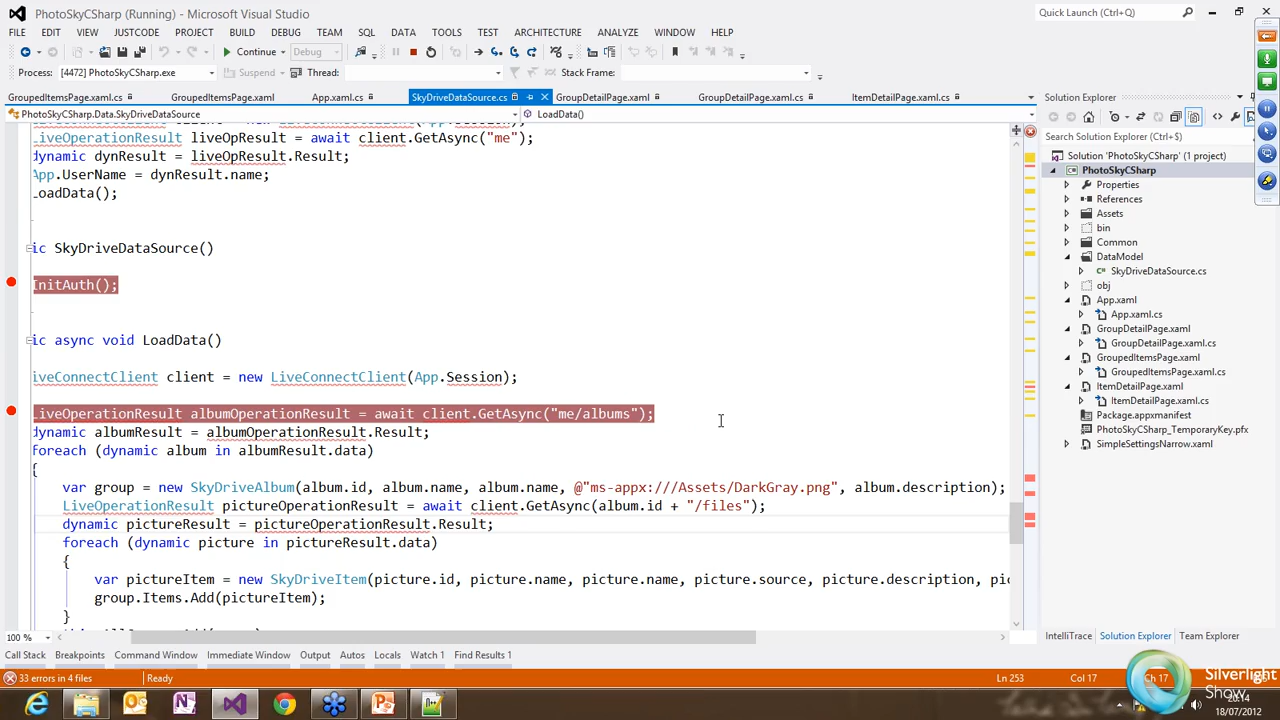 PhotoSkyCSharp (Running) - Microsoft Visual Studio
Quick Launch (Ctrl+Q)
FILE EDIT VIEW JUSTCODE PROJECT BUILD DEBUG TEAM SQL DATA TOOLS TEST ARCHITECTURE ANALYZE WINDOW HELP
Continue Debug
Process: [4472] PhotoSkyCSharp.exe Suspend Thread: Stack Frame:
GroupedItemsPage.xaml.cs GroupedItemsPage.xaml App.xaml.cs SkyDriveDataSource.cs GroupDetailPage.xaml GroupDetailPage.xaml.cs ItemDetailPage.xaml.cs
PhotoSkyCSharp.Data.SkyDriveDataSource LoadData()
LiveOperationResult liveOpResult = await client.GetAsync("me");
dynamic dynResult = liveOpResult.Result;
App.UserName = dynResult.name;
LoadData();
ic SkyDriveDataSource()
InitAuth();
ic async void LoadData()
iveConnectClient client = new LiveConnectClient(App.Session);
LiveOperationResult albumOperationResult = await client.GetAsync("me/albums");
dynamic albumResult = albumOperationResult.Result;
foreach (dynamic album in albumResult.data)
{
var group = new SkyDriveAlbum(album.id, album.name, album.name, @"ms-appx:///Assets/DarkGray.png", album.description);
LiveOperationResult pictureOperationResult = await client.GetAsync(album.id + "/files");
dynamic pictureResult = pictureOperationResult.Result;
foreach (dynamic picture in pictureResult.data)
{
var pictureItem = new SkyDriveItem(picture.id, picture.name, picture.name, picture.source, picture.description, pi
group.Items.Add(pictureItem);
}
100 %
Solution Explorer
Search Solution Explorer (Ctrl+$)
Solution 'PhotoSkyCSharp' (1 project)
PhotoSkyCSharp
Properties
References
Assets
bin
Common
DataModel
SkyDriveDataSource.cs
obj
App.xaml
App.xaml.cs
GroupDetailPage.xaml
GroupDetailPage.xaml.cs
GroupedItemsPage.xaml
GroupedItemsPage.xaml.cs
ItemDetailPage.xaml
ItemDetailPage.xaml.cs
Package.appxmanifest
PhotoSkyCSharp_TemporaryKey.pfx
SimpleSettingsNarrow.xaml
IntelliTrace Solution Explorer Team Explorer
Call Stack Breakpoints Command Window Immediate Window Output Autos Locals Watch 1 Find Results 1
33 errors in 4 files Ready Ln 253 Col 17 Ch 17
Silverlight
Show
20:14
18/07/2012